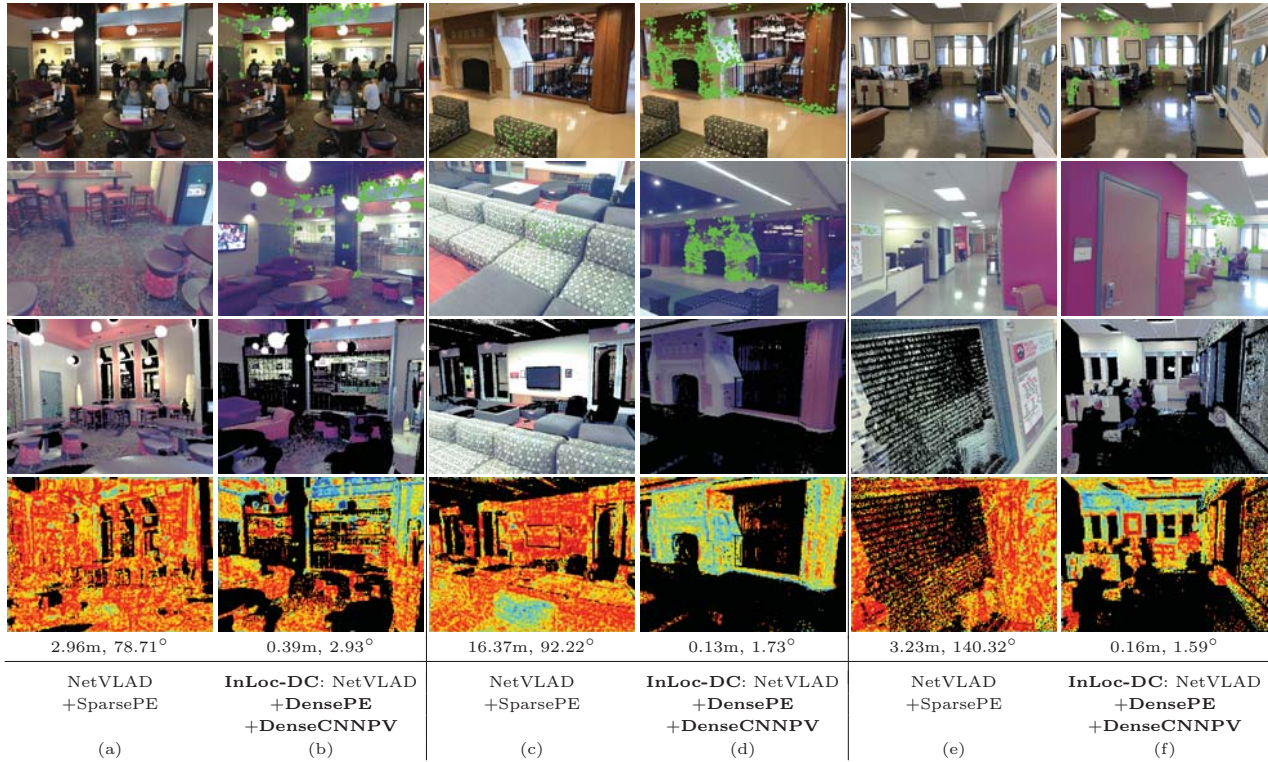 2.96m, 78.71° 0.39m, 2.93° 16.37m, 92.22° 0.13m, 1.73° 3.23m, 140.32° 0.16m, 1.59°
NetVLAD InLoc-DC: NetVLAD NetVLAD InLoc-DC: NetVLAD NetVLAD InLoc-DC: NetVLAD
+SparsePE +DensePE +SparsePE +DensePE +SparsePE +DensePE
+DenseCNNPV +DenseCNNPV +DenseCNNPV
(a) (b) (c) (d) (e) (f)